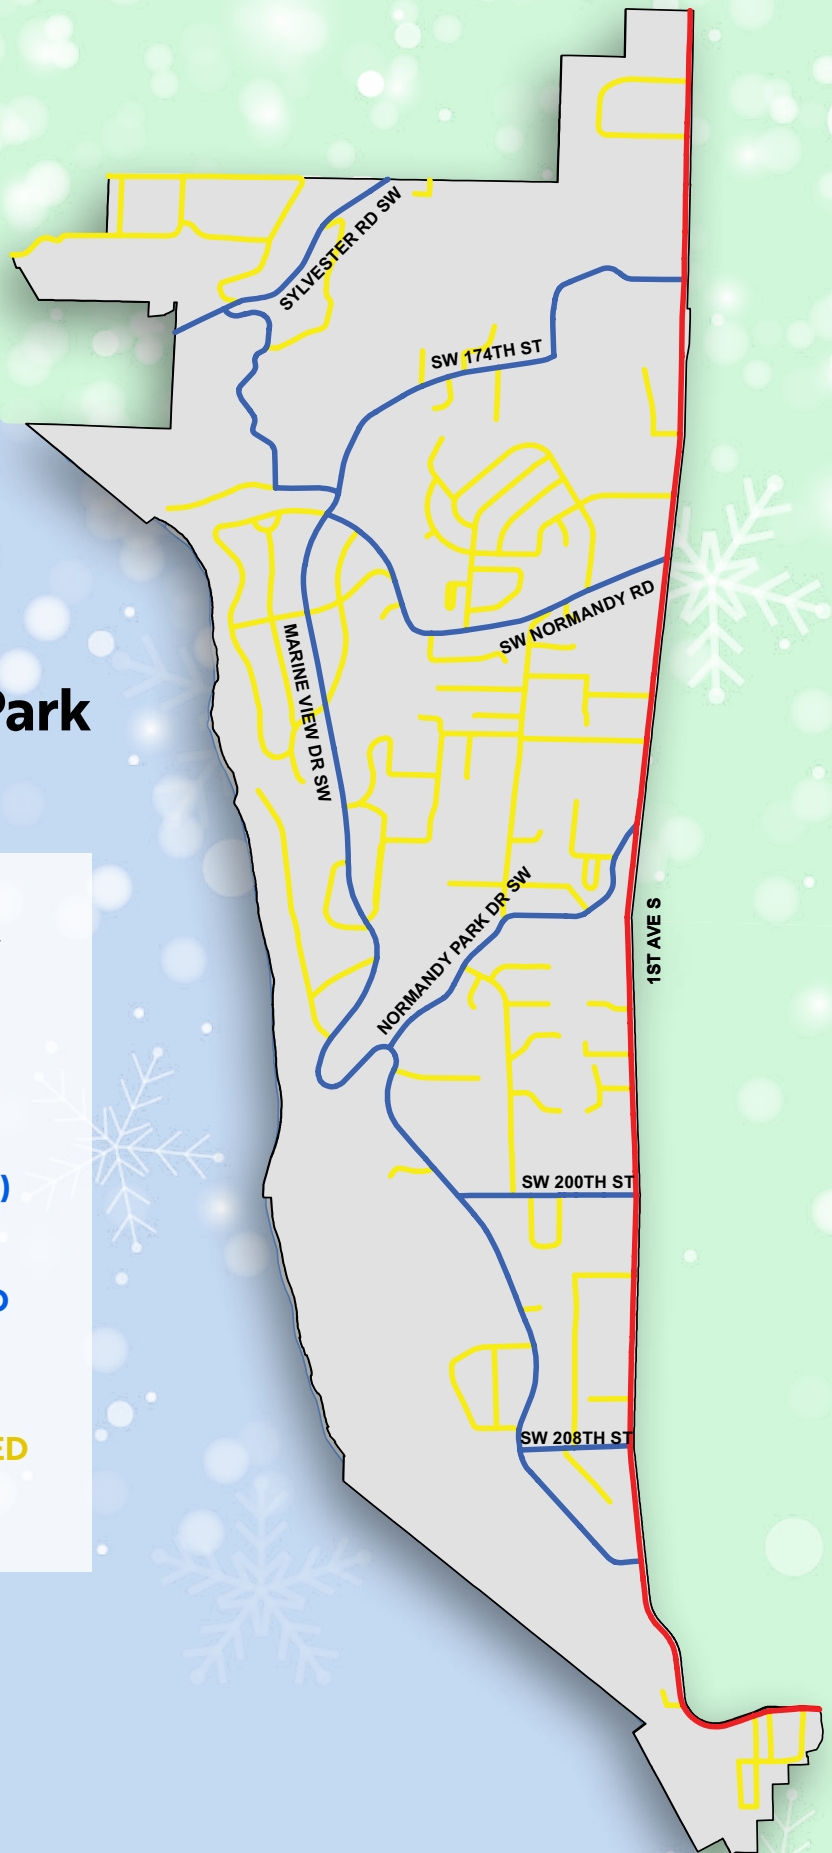 SYLVESTER RD SW
SW 174TH ST
SW NORMANDY RD
MARINE VIEW DR SW
Park
NORMANDY PARK DR SW
1ST AVE S
)
SW 200TH ST
SW 208TH ST
ED